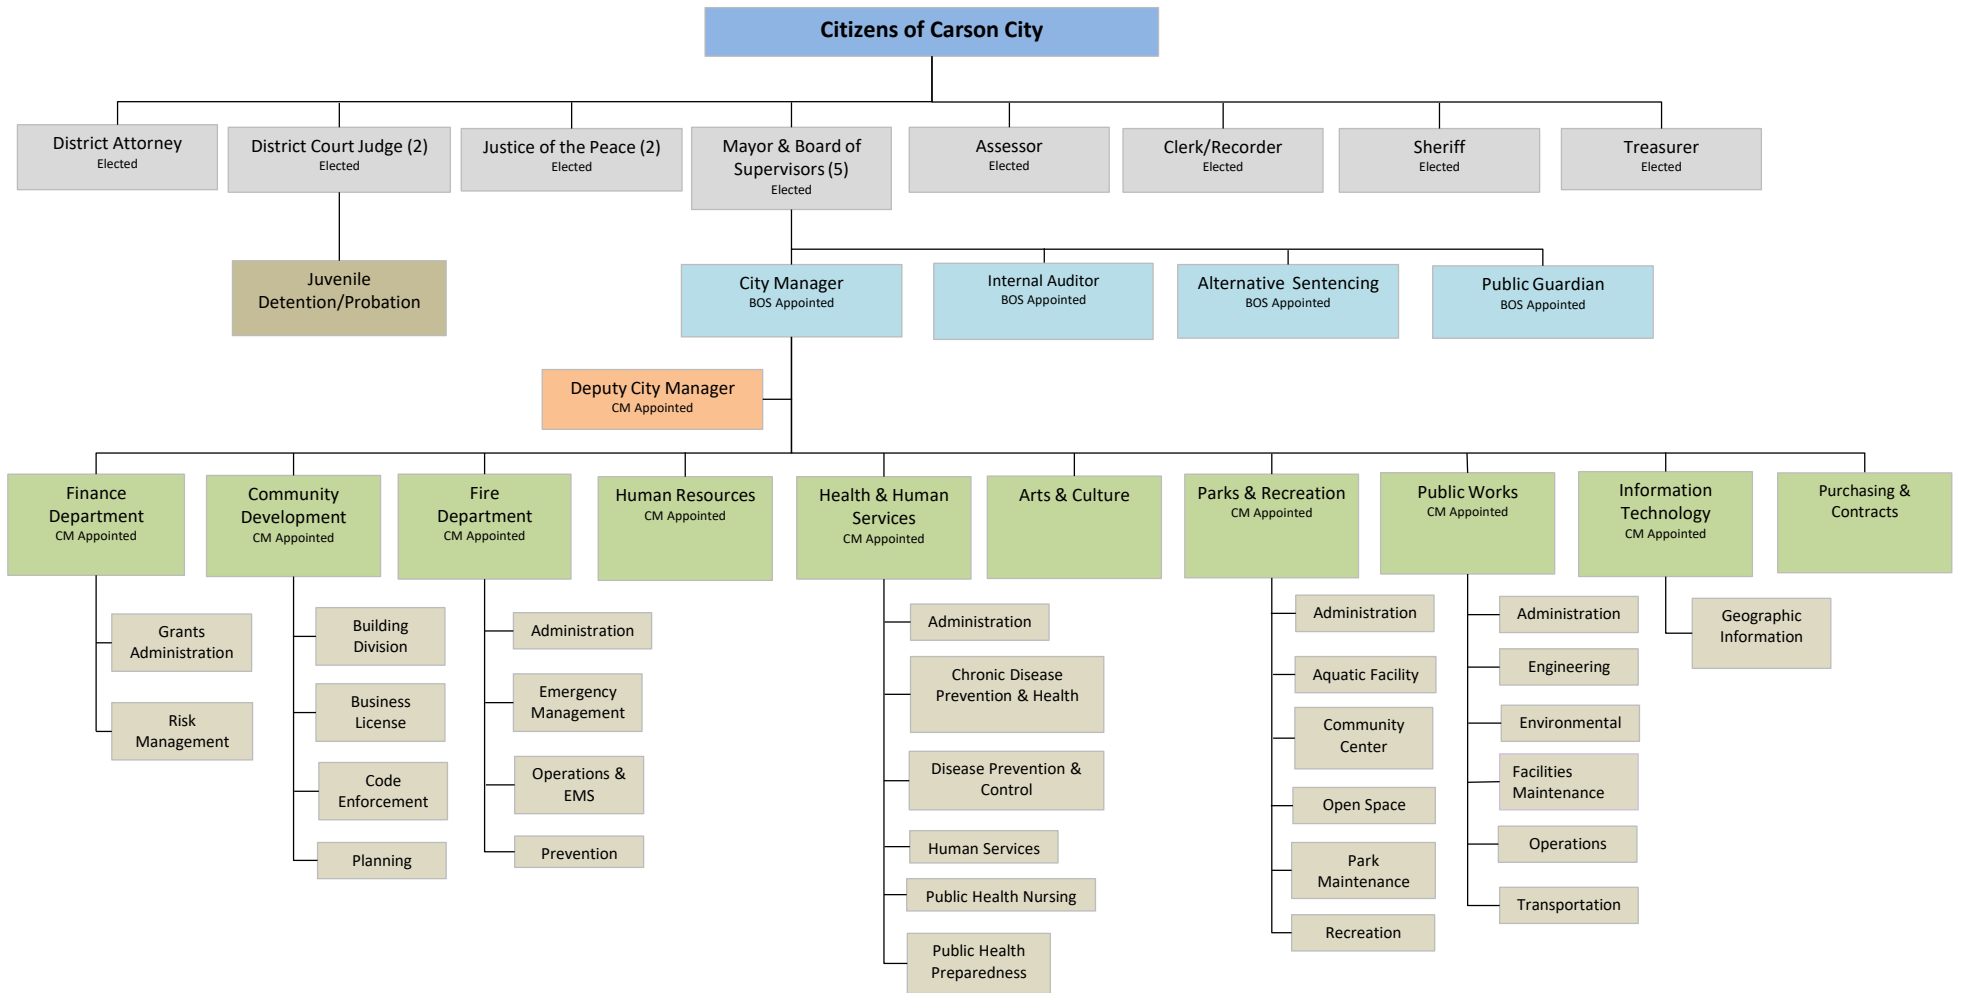 Citizens of Carson City
District Attorney
Elected
District Court Judge (2)
Elected
Justice of the Peace (2)
Elected
Mayor & Board of
Supervisors (5)
Elected
Assessor
Elected
Clerk/Recorder
Elected
Sheriff
Elected
Treasurer
Elected
Juvenile
Detention/Probation
City Manager
BOS Appointed
Internal Auditor
BOS Appointed
Alternative Sentencing
BOS Appointed
Public Guardian
BOS Appointed
Deputy City Manager
CM Appointed
Finance
Department
CM Appointed
Community
Development
CM Appointed
Fire
Department
CM Appointed
Human Resources
CM Appointed
Health & Human
Services
CM Appointed
Arts & Culture
Parks & Recreation
CM Appointed
Public Works
CM Appointed
Information
Technology
CM Appointed
Purchasing &
Contracts
Grants
Administration
Risk
Management
Building
Division
Business
License
Code
Enforcement
Planning
Administration
Emergency
Management
Operations &
EMS
Prevention
Administration
Chronic Disease
Prevention & Health
Disease Prevention &
Control
Human Services
Public Health Nursing
Public Health
Preparedness
Administration
Aquatic Facility
Community
Center
Open Space
Park
Maintenance
Recreation
Administration
Engineering
Environmental
Facilities
Maintenance
Operations
Transportation
Geographic
Information